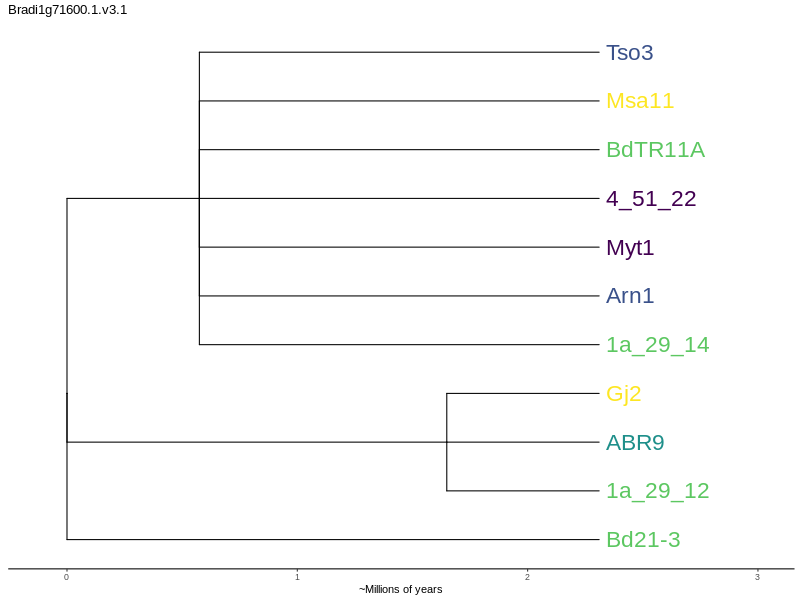 Bradi1g71600.1.v3.1
Tso3
Msa11
BdTR11A
4_51_22
Myt1
Arn1
1a_29_14
Gj2
ABR9
1a_29_12
Bd21-3
0 1 2 3
~Millions of years